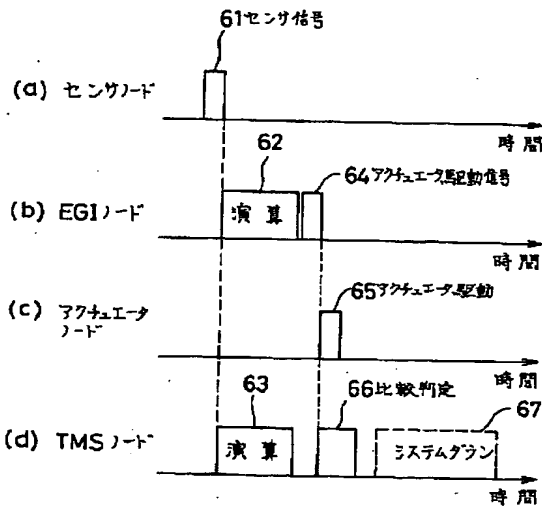 61センサ信号
(a) センサノード
時間
62
64アクチュエータ駆動信号
(b) EGIノード
演算
時間
65アクチュエータ駆動
(c) アクチュエータ
ノード
時間
63
66比較判定
67
(d) TMSノード
演算
システムダウン
時間